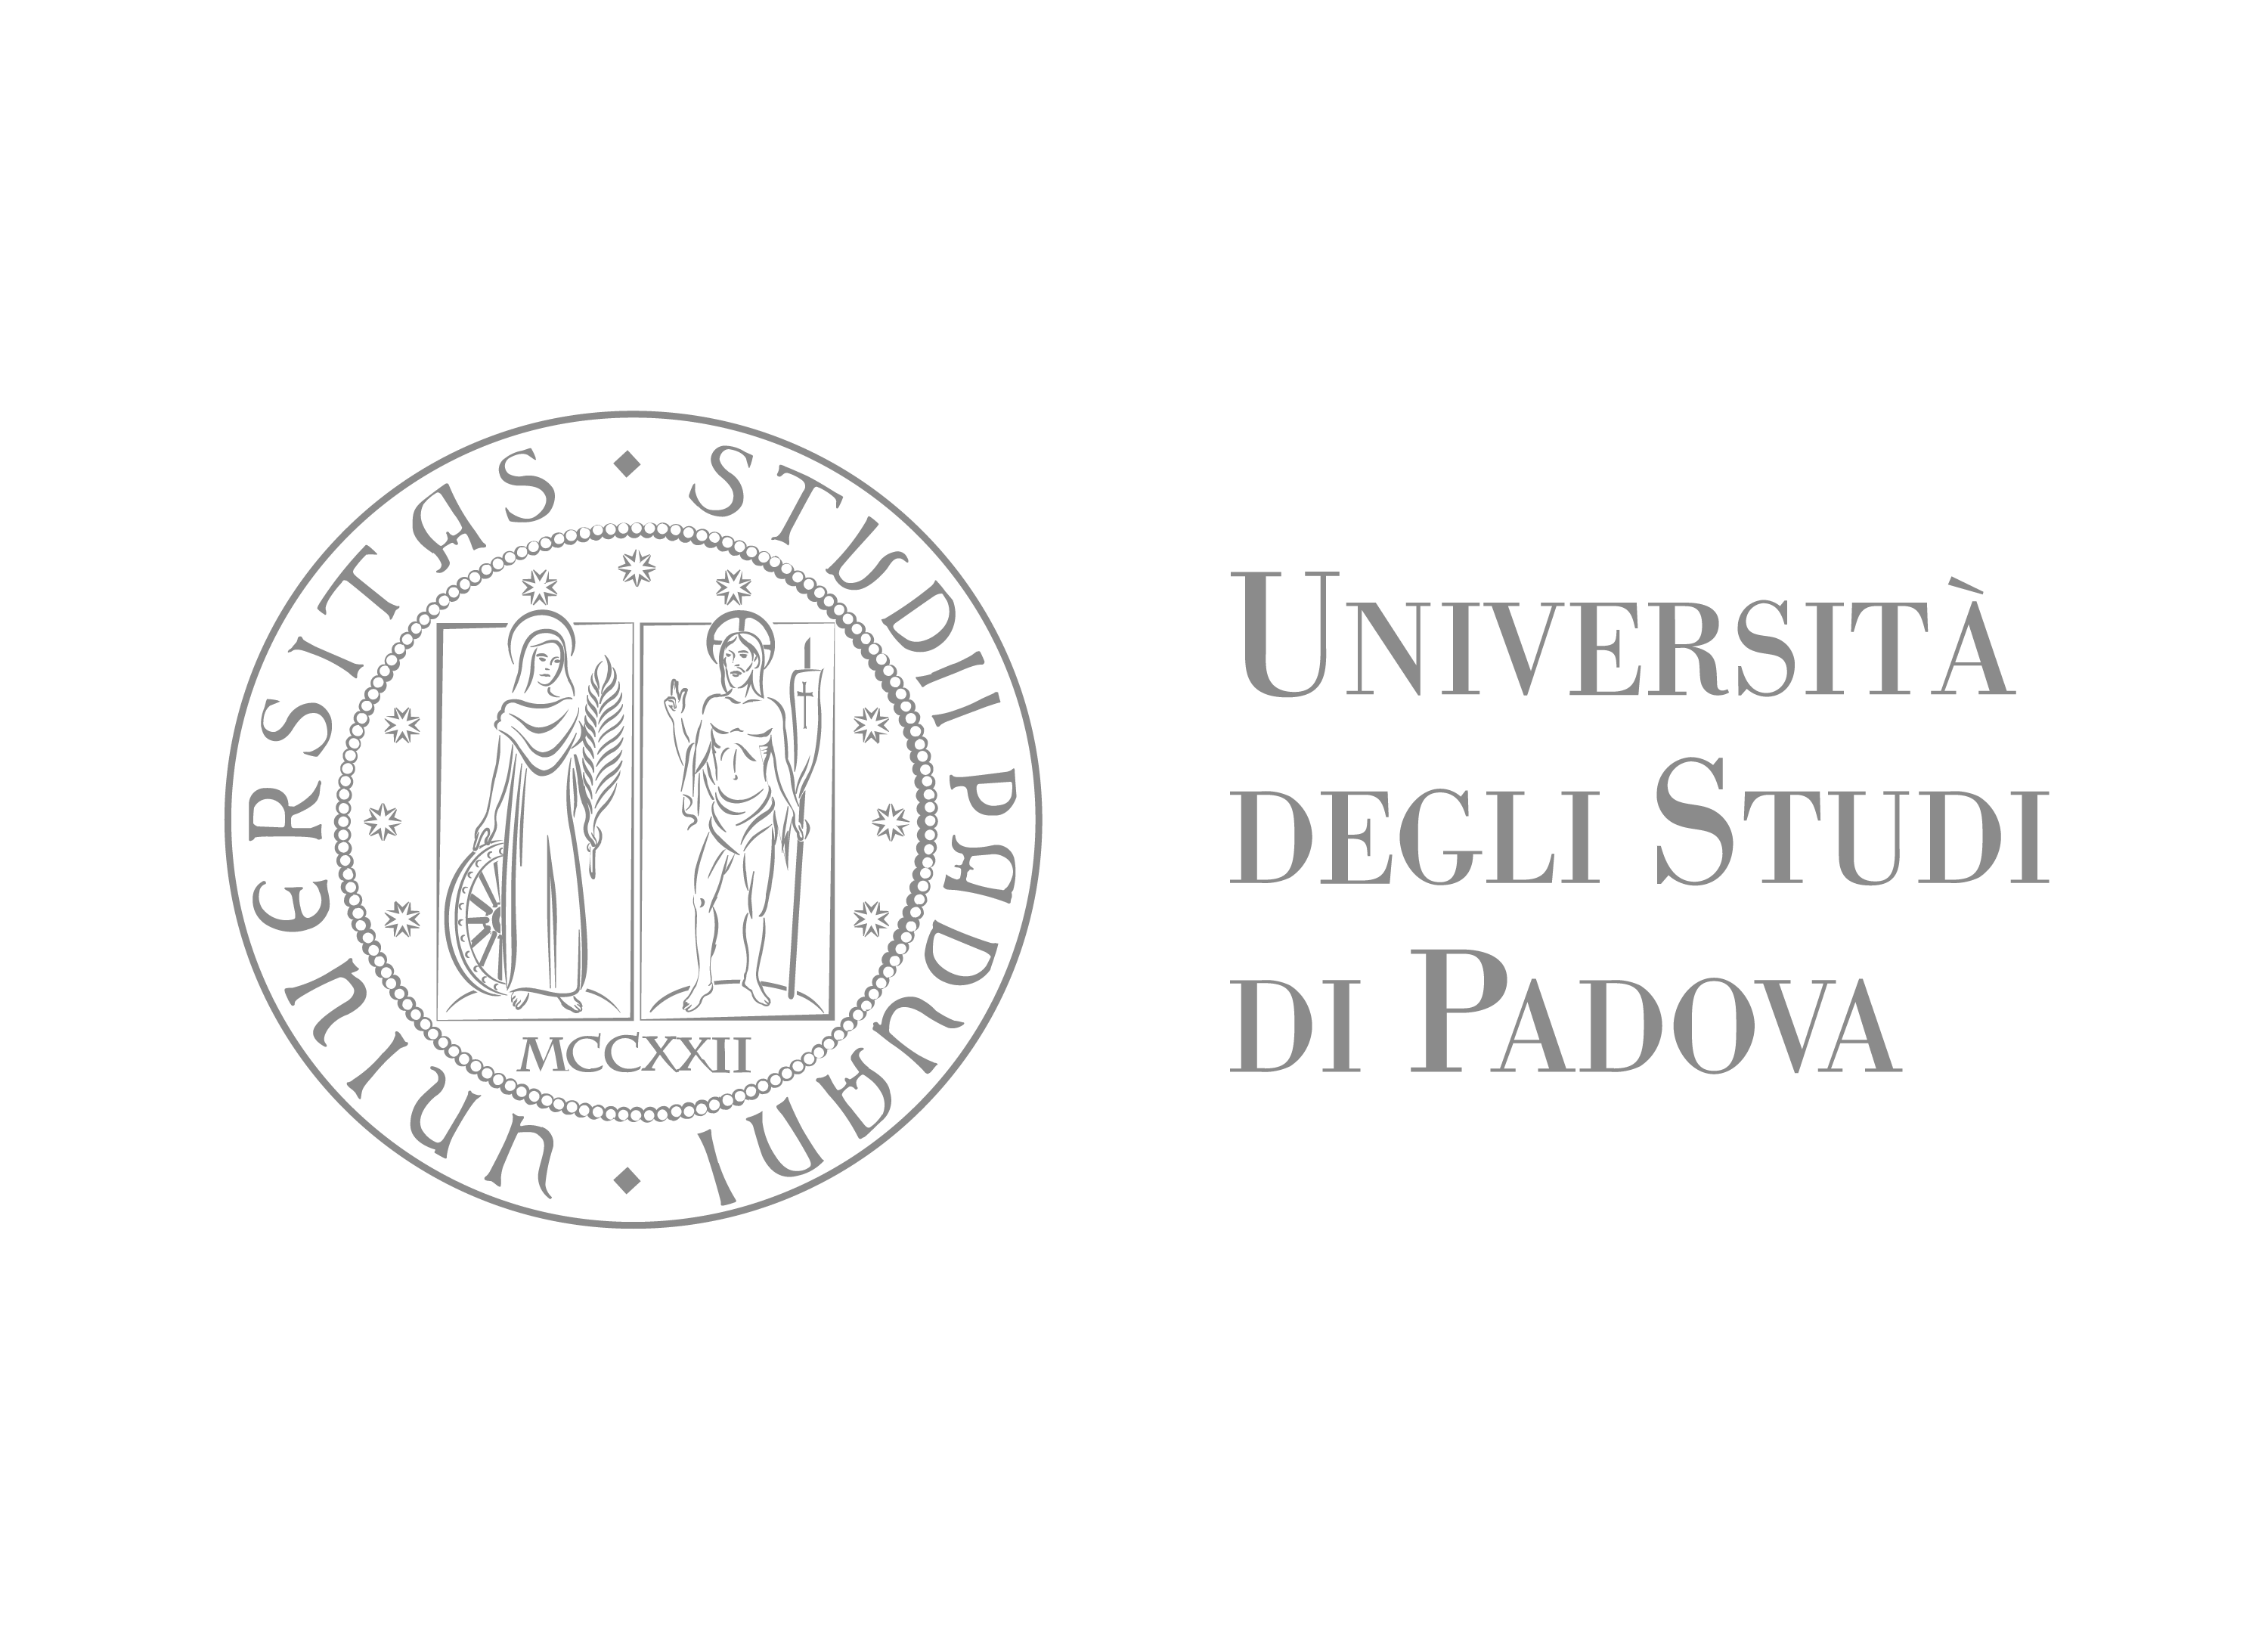 UNIVERSITAS ◆ STUDII PADUANI ◆
MCCXXII
UNIVERSITÀ
DEGLI STUDI
DI PADOVA